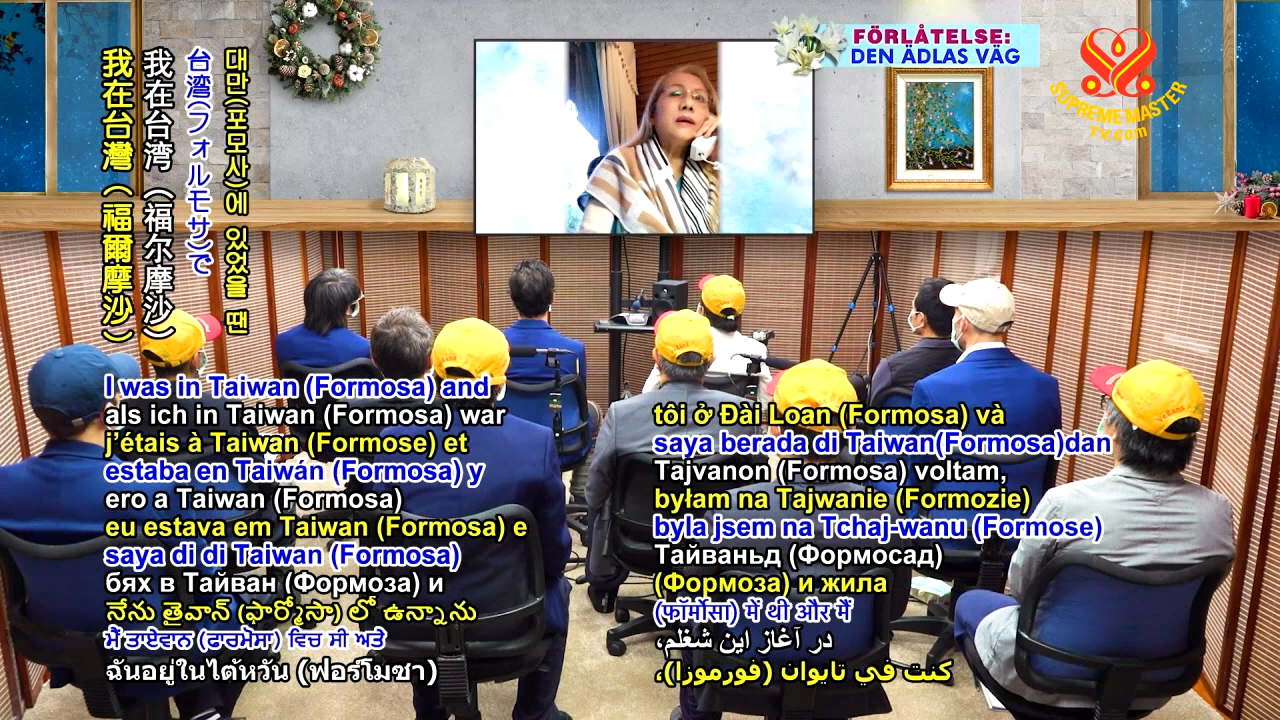 FÖRLÅTELSE:
DEN ÄDLAS VÄG
SUPREME MASTER
TV.com
대만(포모사)에 있었을 땐
台湾(フォルモサ)で
我在台湾（福尔摩沙）
我在台灣（福爾摩沙）
I was in Taiwan (Formosa) and
als ich in Taiwan (Formosa) war
j'étais à Taiwan (Formose) et
estaba en Taiwán (Formosa) y
ero a Taiwan (Formosa)
eu estava em Taiwan (Formosa) e
saya di di Taiwan (Formosa)
бях в Тайван (Формоза) и
నేను తైవాన్ (ఫార్మోసా) లో ఉన్నాను
ਮੈਂ ਤਾਏਵਾਨ (ਫਾਰਮੋਸਾ) ਵਿਚ ਸੀ ਅਤੇ
ฉันอยู่ในไต้หวัน (ฟอร์โมซา)
tôi ở Đài Loan (Formosa) và
saya berada di Taiwan(Formosa)dan
Tajvanon (Formosa) voltam,
byłam na Tajwanie (Formozie)
byla jsem na Tchaj-wanu (Formose)
Тайваньд (Формосад)
(Формоза) и жила
(फॉर्मोसा) में थी और मैं
در آغاز این شغلم،
كنت في تايوان (فورموزا)،